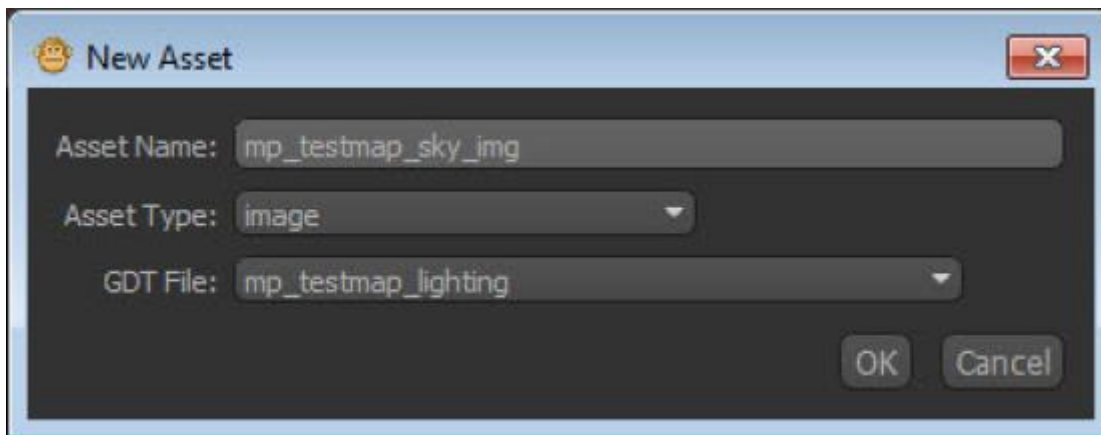 New Asset
Asset Name: mp_testmap_sky_img
Asset Type: image
GDT File: mp_testmap_lighting
OK Cancel